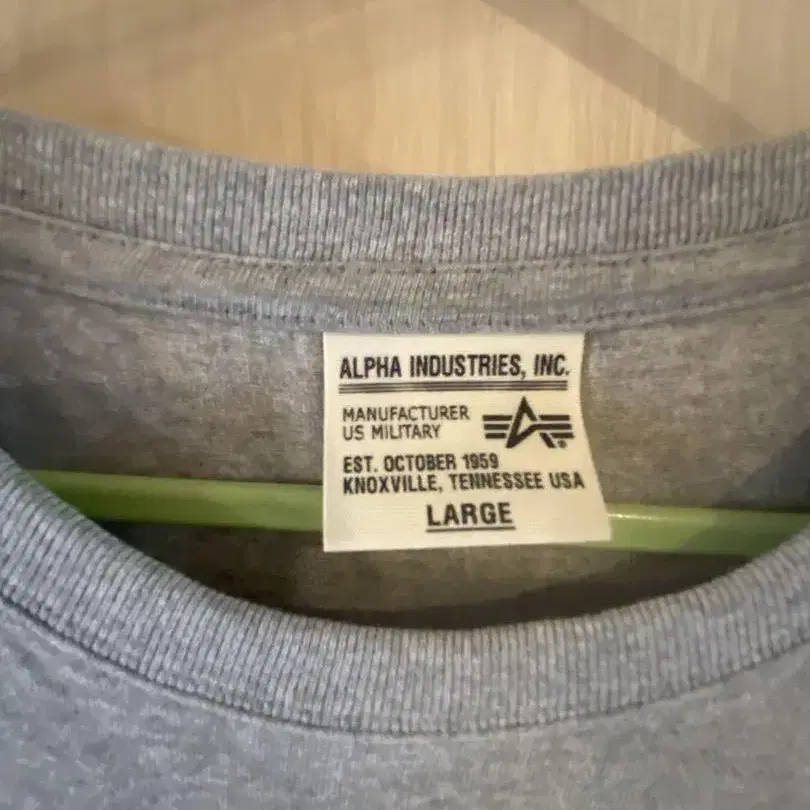 ALPHA INDUSTRIES, INC.
MANUFACTURER
US MILITARY
EST. OCTOBER 1959
KNOXVILLE, TENNESSEE USA
LARGE